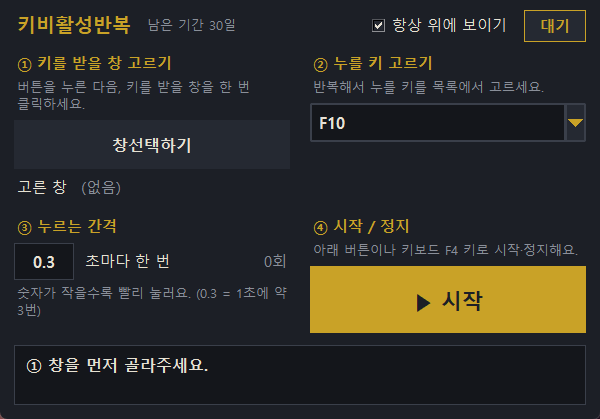 키비활성반복 남은 기간 30일
항상 위에 보이기
대기
① 키를 받을 창 고르기
버튼을 누른 다음, 키를 받을 창을 한 번
클릭하세요.
창선택하기
고른 창 (없음)
② 누를 키 고르기
반복해서 누를 키를 목록에서 고르세요.
F10
③ 누르는 간격
0.3 초마다 한 번 0회
숫자가 작을수록 빨리 눌러요. (0.3 = 1초에 약
3번)
④ 시작 / 정지
아래 버튼이나 키보드 F4 키로 시작·정지해요.
▶ 시작
① 창을 먼저 골라주세요.